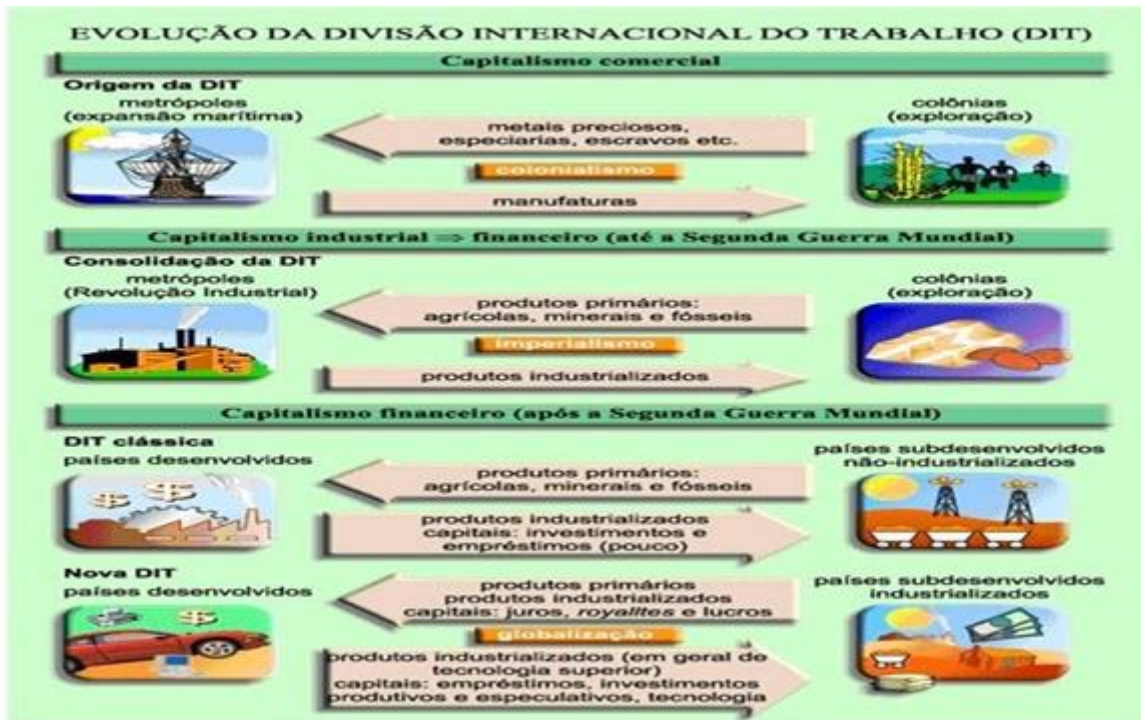 EVOLUÇÃO DA DIVISÃO INTERNACIONAL DO TRABALHO (DIT)
Capitalismo comercial
Origem da DIT
metrópoles
(expansão marítima)
metais preciosos,
especiarias, escravos etc.
colonialismo
manufaturas
colônias
(exploração)
Capitalismo industrial ⇒ financeiro (até a Segunda Guerra Mundial)
Consolidação da DIT
metrópoles
(Revolução Industrial)
produtos primários:
agrícolas, minerais e fósseis
imperialismo
produtos industrializados
colônias
(exploração)
Capitalismo financeiro (após a Segunda Guerra Mundial)
DIT clássica
países desenvolvidos
produtos primários:
agrícolas, minerais e fósseis
produtos industrializados
capitais: investimentos e
empréstimos (pouco)
países subdesenvolvidos
não-industrializados
Nova DIT
países desenvolvidos
produtos primários
produtos industrializados
capitais: juros, royalites e lucros
globalização
produtos industrializados (em geral de
tecnologia superior)
capitais: empréstimos, investimentos
produtivos e especulativos, tecnologia
países subdesenvolvidos
industrializados